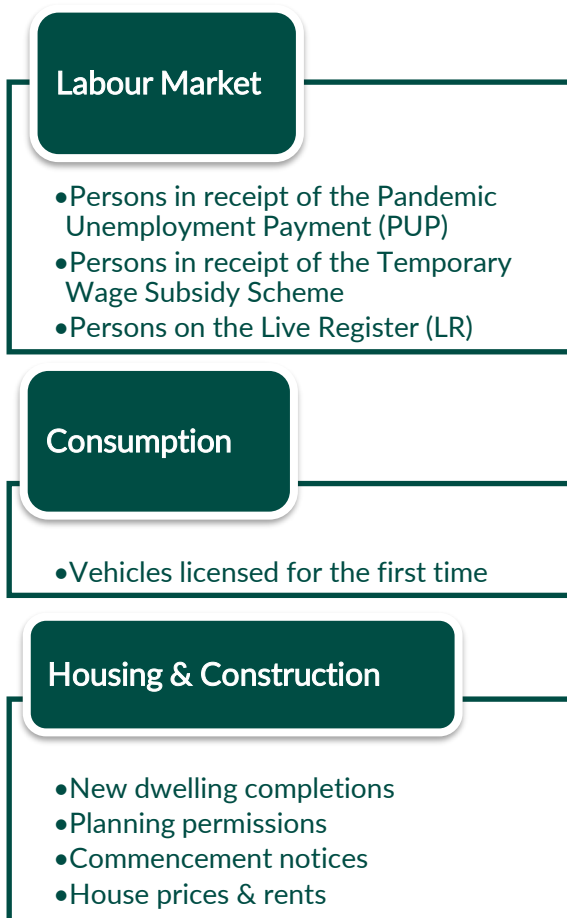 Labour Market
•Persons in receipt of the Pandemic
Unemployment Payment (PUP)
•Persons in receipt of the Temporary
Wage Subsidy Scheme
•Persons on the Live Register (LR)
Consumption
•Vehicles licensed for the first time
Housing & Construction
•New dwelling completions
•Planning permissions
•Commencement notices
•House prices & rents